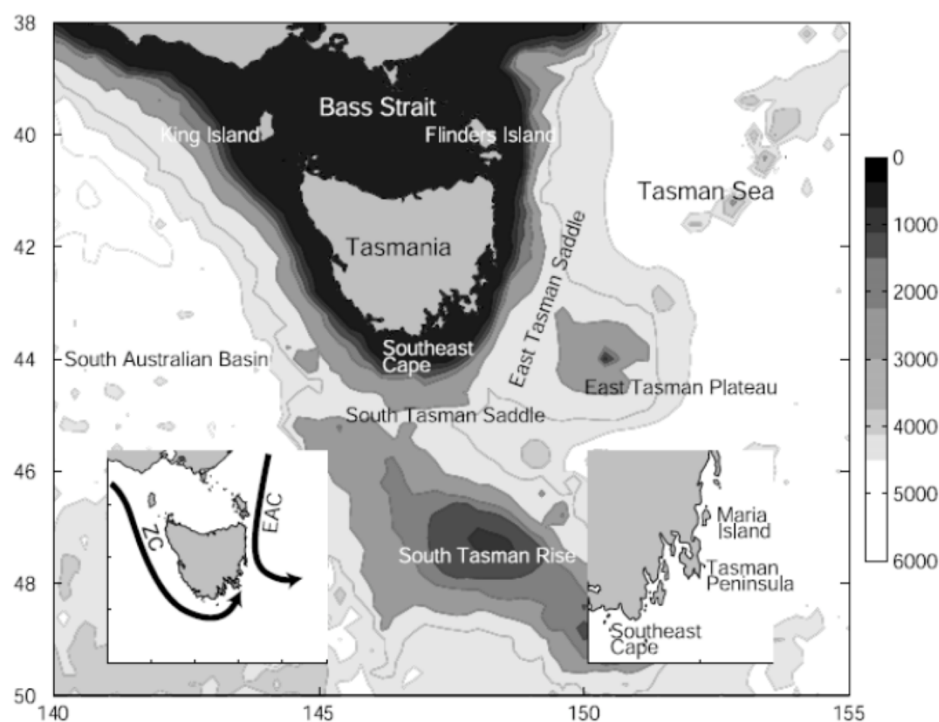 38
40
42
44
46
48
50
140
145
150
155
0
1000
2000
3000
4000
5000
6000
Bass Strait
King Island
Flinders Island
Tasman Sea
Tasmania
East Tasman Saddle
Southeast
Cape
South Australian Basin
East Tasman Plateau
South Tasman Saddle
South Tasman Rise
ZC
EAC
Maria
Island
Tasman
Peninsula
Southeast
Cape